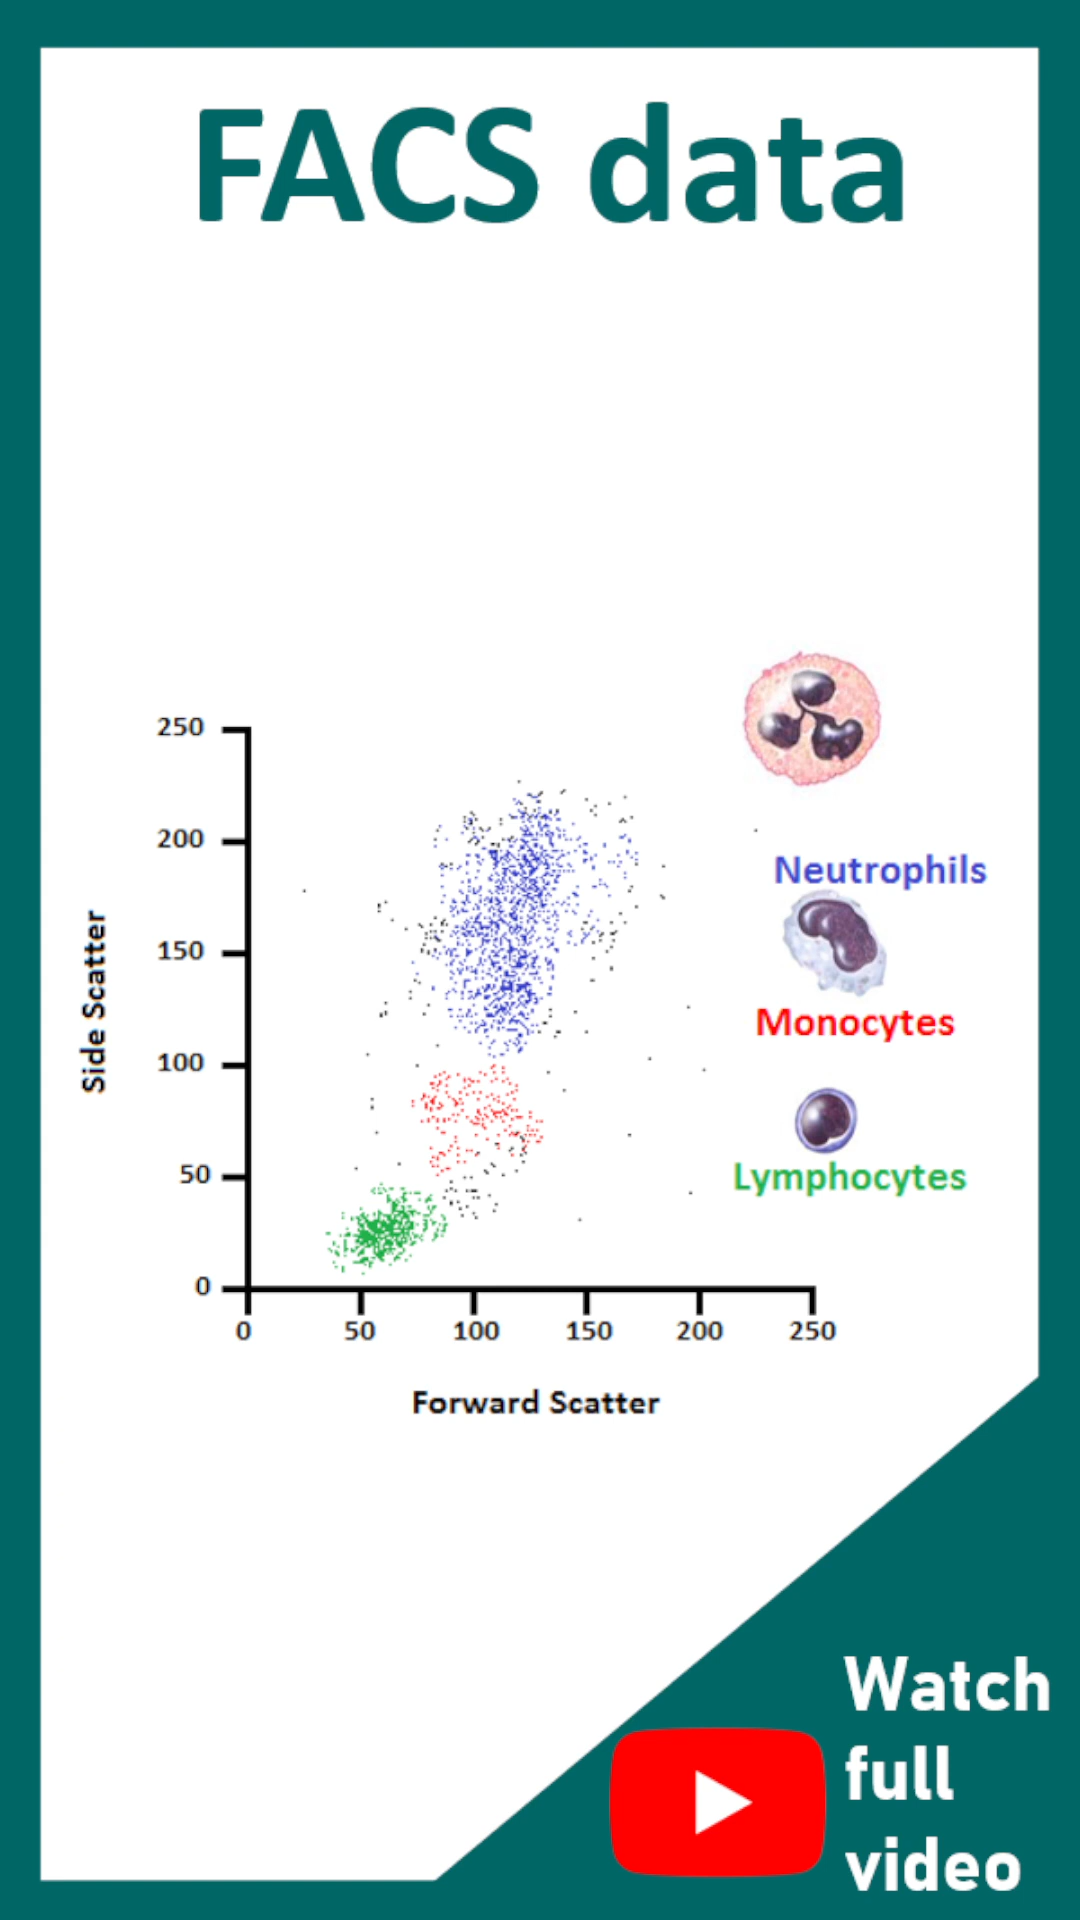 FACS data
250
200
150
100
50
0
Side Scatter
0 50 100 150 200 250
Forward Scatter
Neutrophils
Monocytes
Lymphocytes
Watch
full
video